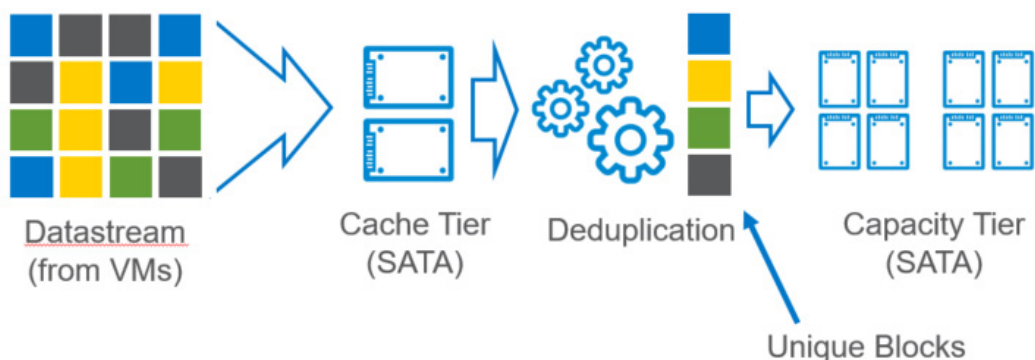 Datastream
(from VMs)
Cache Tier
(SATA)
Deduplication
Capacity Tier
(SATA)
Unique Blocks